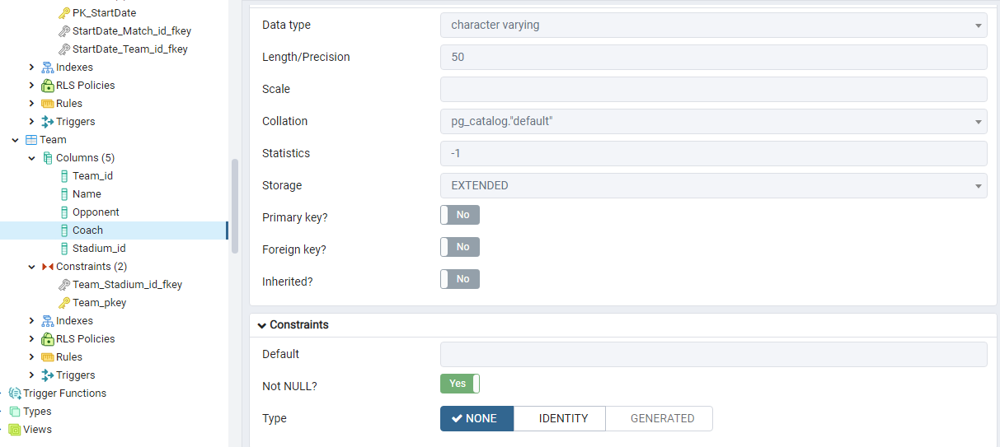 PK_StartDate
StartDate_Match_id_fkey
StartDate_Team_id_fkey
Indexes
RLS Policies
Rules
Triggers
Team
Columns (5)
Team_id
Name
Opponent
Coach
Stadium_id
Constraints (2)
Team_Stadium_id_fkey
Team_pkey
Indexes
RLS Policies
Rules
Triggers
Trigger Functions
Types
Views
Data type character varying
Length/Precision 50
Scale
Collation pg_catalog."default"
Statistics -1
Storage EXTENDED
Primary key? No
Foreign key? No
Inherited? No
Constraints
Default
Not NULL? Yes
Type NONE IDENTITY GENERATED